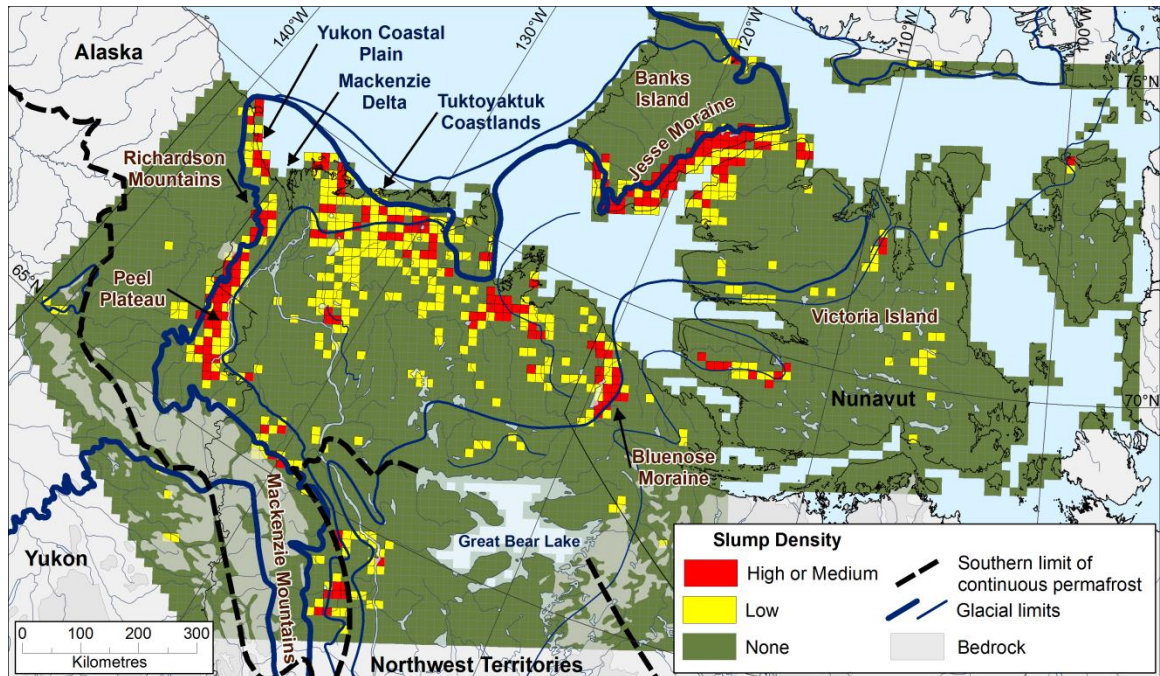 Alaska
140°W
130°W
120°W
110°W
100°W
75°N
Yukon Coastal
Plain
Mackenzie
Delta
Tuktoyaktuk
Coastlands
Banks
Island
Jesse Moraine
Richardson
Mountains
65°N
Peel
Plateau
Victoria Island
Nunavut
70°N
Bluenose
Moraine
Mackenzie Mountains
Great Bear Lake
Yukon
Northwest Territories
0 100 200 300
Kilometres
Slump Density
High or Medium
Low
None
Southern limit of
continuous permafrost
Glacial limits
Bedrock